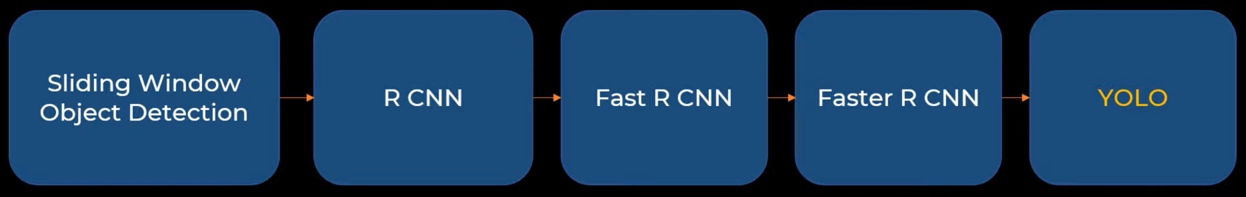 Sliding Window
Object Detection
R CNN
Fast R CNN
Faster R CNN
YOLO